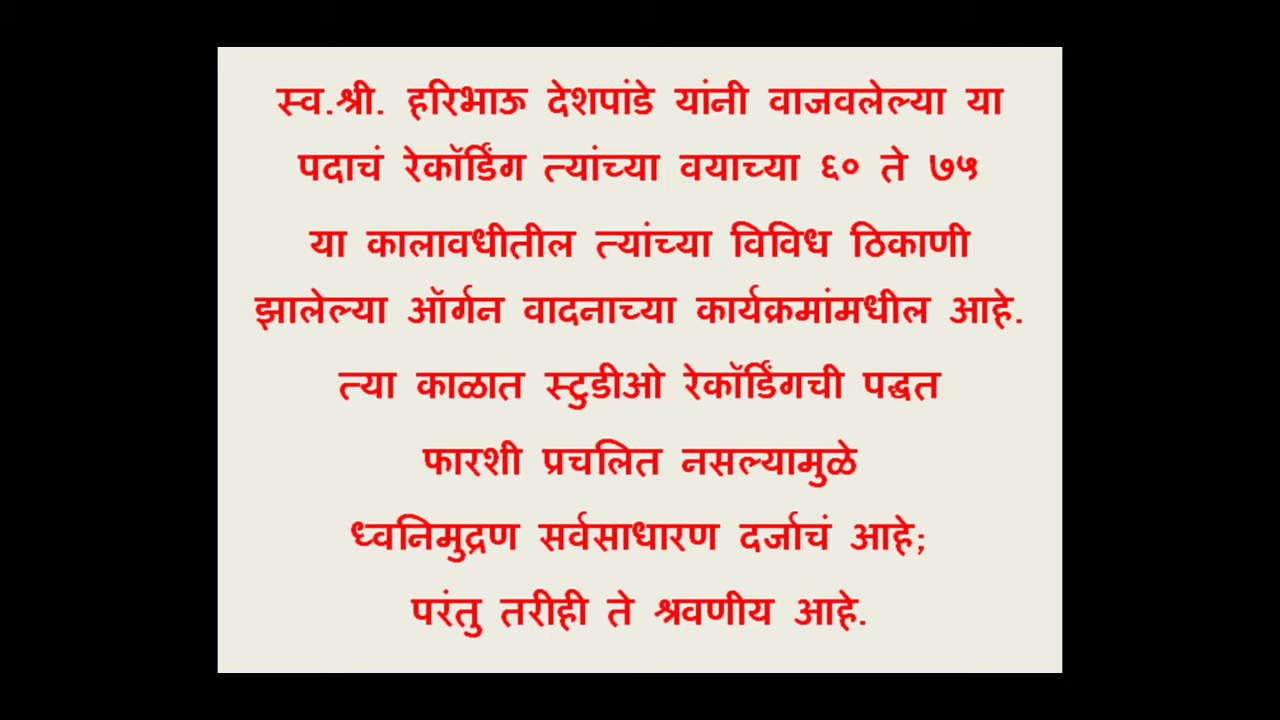 स्व.श्री. हरिभाऊ देशपांडे यांनी वाजवलेल्या या
पदाचं रेकॉर्डिंग त्यांच्या वयाच्या ६० ते ७५
या कालावधीतील त्यांच्या विविध ठिकाणी
झालेल्या ऑर्गन वादनाच्या कार्यक्रमांमधील आहे.
त्या काळात स्टुडीओ रेकॉर्डिंगची पद्धत
फारशी प्रचलित नसल्यामुळे
ध्वनिमुद्रण सर्वसाधारण दर्जाचं आहे;
परंतु तरीही ते श्रवणीय आहे.